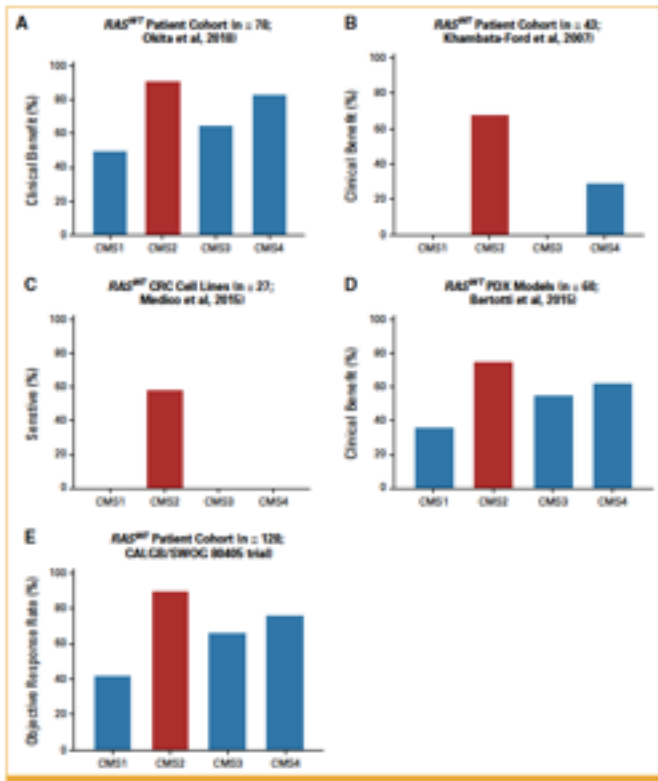 A
RAS^WT Patient Cohort (n = 70;
Okita et al, 2018)
Clinical Benefit (%)
100
80
60
40
20
0
CMS1 CMS2 CMS3 CMS4
B
RAS^WT Patient Cohort (n = 43;
Khambata-Ford et al, 2007)
Clinical Benefit (%)
100
80
60
40
20
0
CMS1 CMS2 CMS3 CMS4
C
RAS^WT CRC Cell Lines (n = 27;
Medico et al, 2015)
Senstive (%)
100
80
60
40
20
0
CMS1 CMS2 CMS3 CMS4
D
RAS^WT PDX Models (n = 60;
Bertotti et al, 2015)
Clinical Benefit (%)
100
80
60
40
20
0
CMS1 CMS2 CMS3 CMS4
E
RAS^WT Patient Cohort (n = 128;
CALGB/SWOG 80405 trial)
Objective Response Rate (%)
100
80
60
40
20
0
CMS1 CMS2 CMS3 CMS4